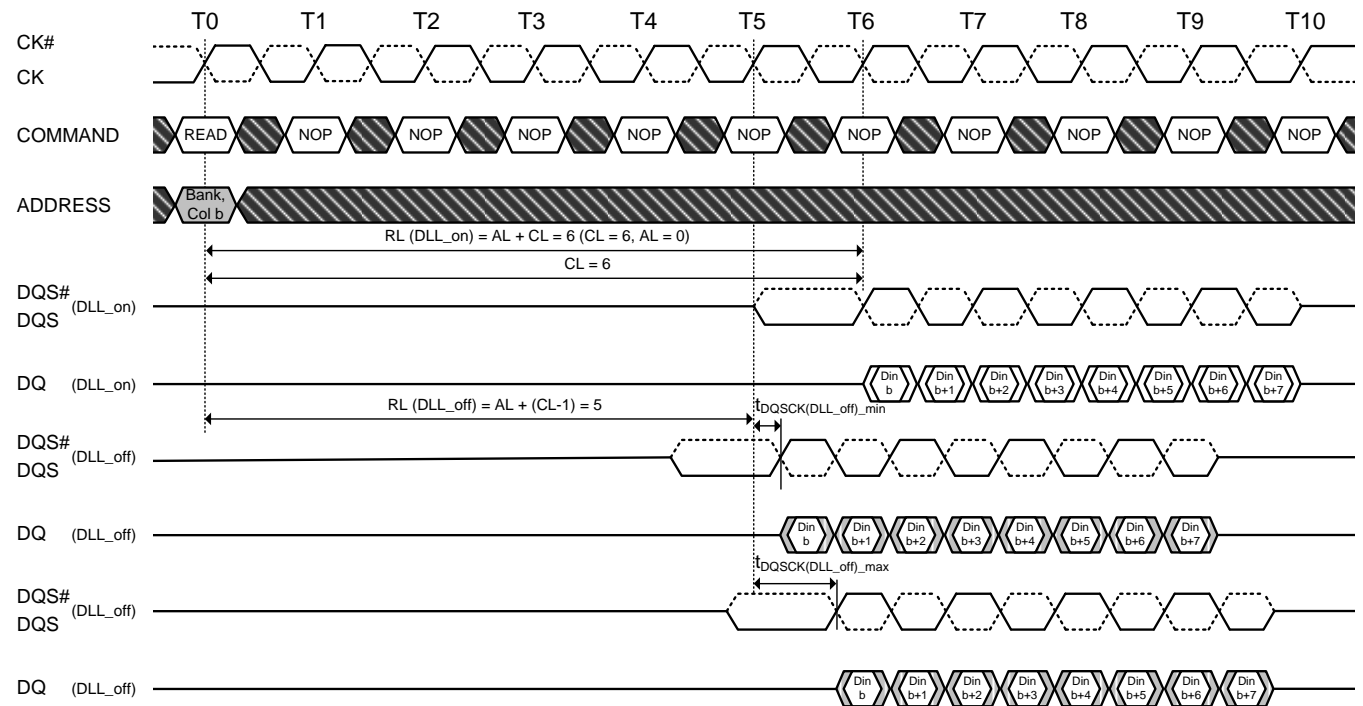 T0 T1 T2 T3 T4 T5 T6 T7 T8 T9 T10
CK#
CK
COMMAND READ NOP NOP NOP NOP NOP NOP NOP NOP NOP NOP
ADDRESS Bank,
Col b
RL (DLL_on) = AL + CL = 6 (CL = 6, AL = 0)
CL = 6
DQS#
(DLL_on)
DQS
DQ (DLL_on) Din Din Din Din Din Din Din Din
b b+1 b+2 b+3 b+4 b+5 b+6 b+7
RL (DLL_off) = AL + (CL-1) = 5
tDQSCK(DLL_off)_min
DQS#
(DLL_off)
DQS
DQ (DLL_off) Din Din Din Din Din Din Din Din
b b+1 b+2 b+3 b+4 b+5 b+6 b+7
tDQSCK(DLL_off)_max
DQS#
(DLL_off)
DQS
DQ (DLL_off) Din Din Din Din Din Din Din Din
b b+1 b+2 b+3 b+4 b+5 b+6 b+7